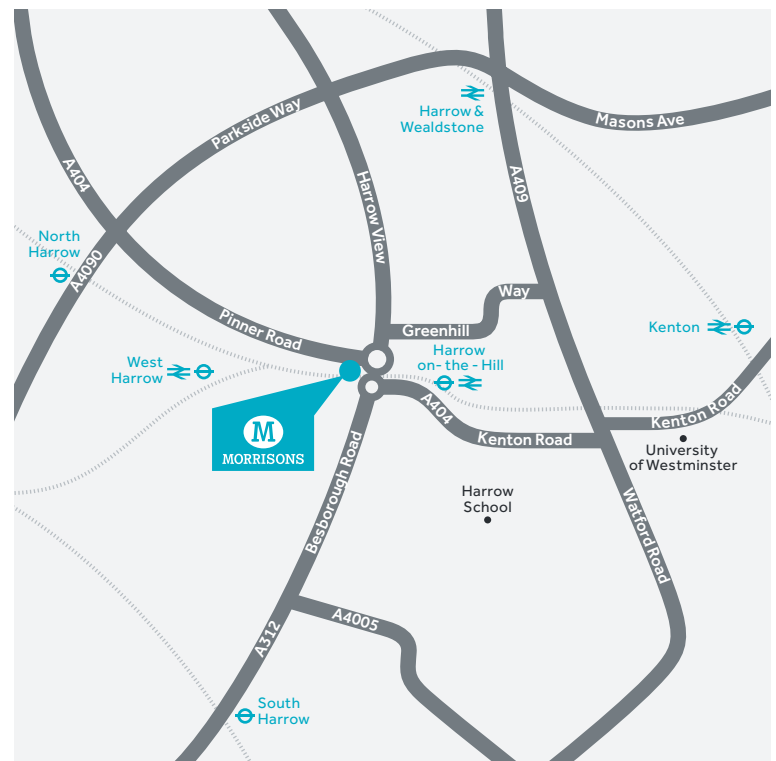 Harrow &
Wealdstone
Masons Ave
Parkside Way
A404
A409
Harrow View
North
Harrow
A4090
Pinner Road
Way
Greenhill
Kenton
West
Harrow
Harrow
on- the - Hill
M
MORRISONS
A404
Kenton Road
Kenton Road
University
of Westminster
Besborough Road
Harrow
School
Watford Road
A4005
A312
South
Harrow